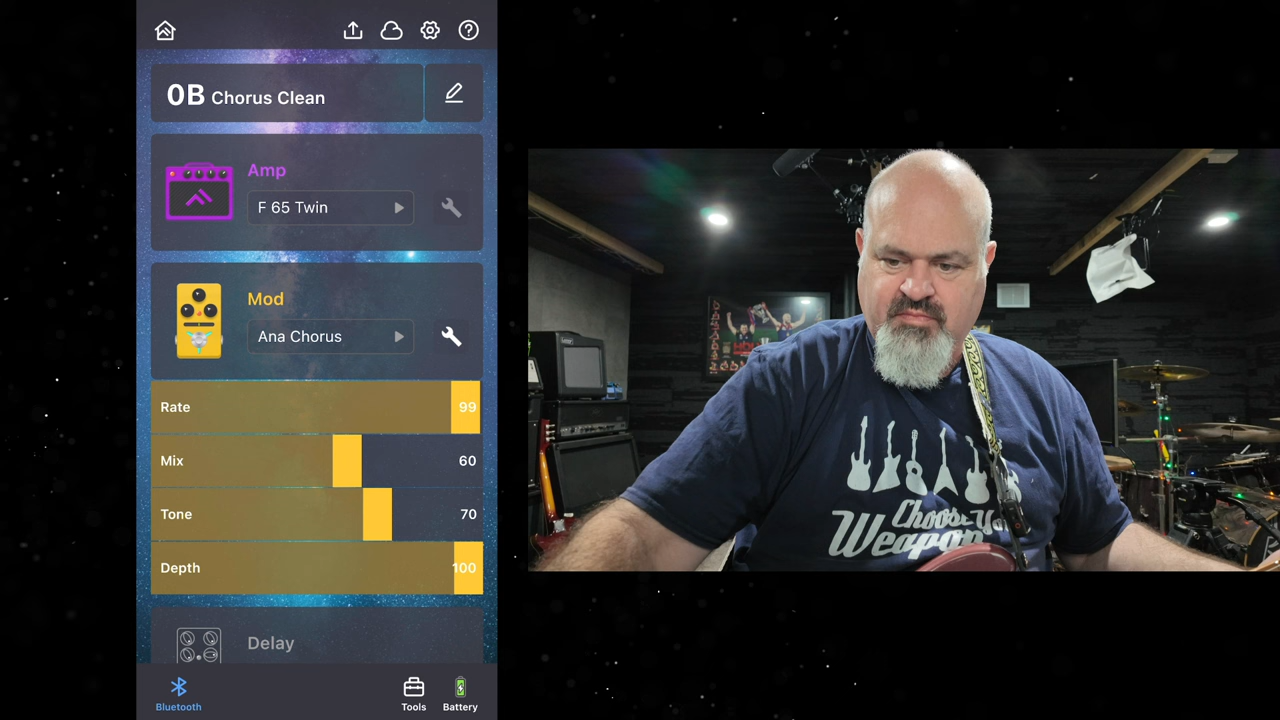 0B Chorus Clean
Amp
F 65 Twin
Mod
Ana Chorus
Rate 99
Mix 60
Tone 70
Depth 100
Delay
Bluetooth
Tools
Battery
Choose Yo
Weapon